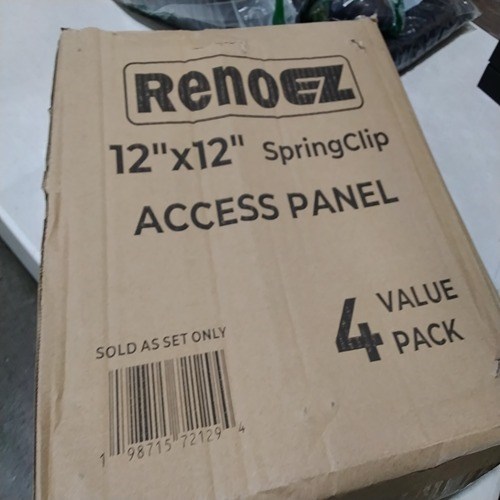 RenoEZ
12"x12" SpringClip
ACCESS PANEL
4 VALUE
PACK
SOLD AS SET ONLY
1 98715 72129 4